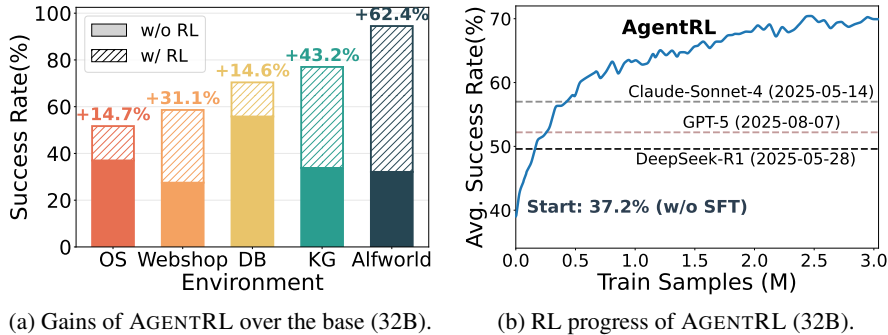 Success Rate(%)
100
80
60
40
20
0
w/o RL
w/ RL
+14.7%
+31.1%
+14.6%
+43.2%
+62.4%
OS
Webshop
DB
KG
Alfworld
Environment
(a) Gains of AGENTRL over the base (32B).
Avg. Success Rate(%)
70
60
50
40
AgentRL
Claude-Sonnet-4 (2025-05-14)
GPT-5 (2025-08-07)
DeepSeek-R1 (2025-05-28)
Start: 37.2% (w/o SFT)
0.0
0.5
1.0
1.5
2.0
2.5
3.0
Train Samples (M)
(b) RL progress of AGENTRL (32B).